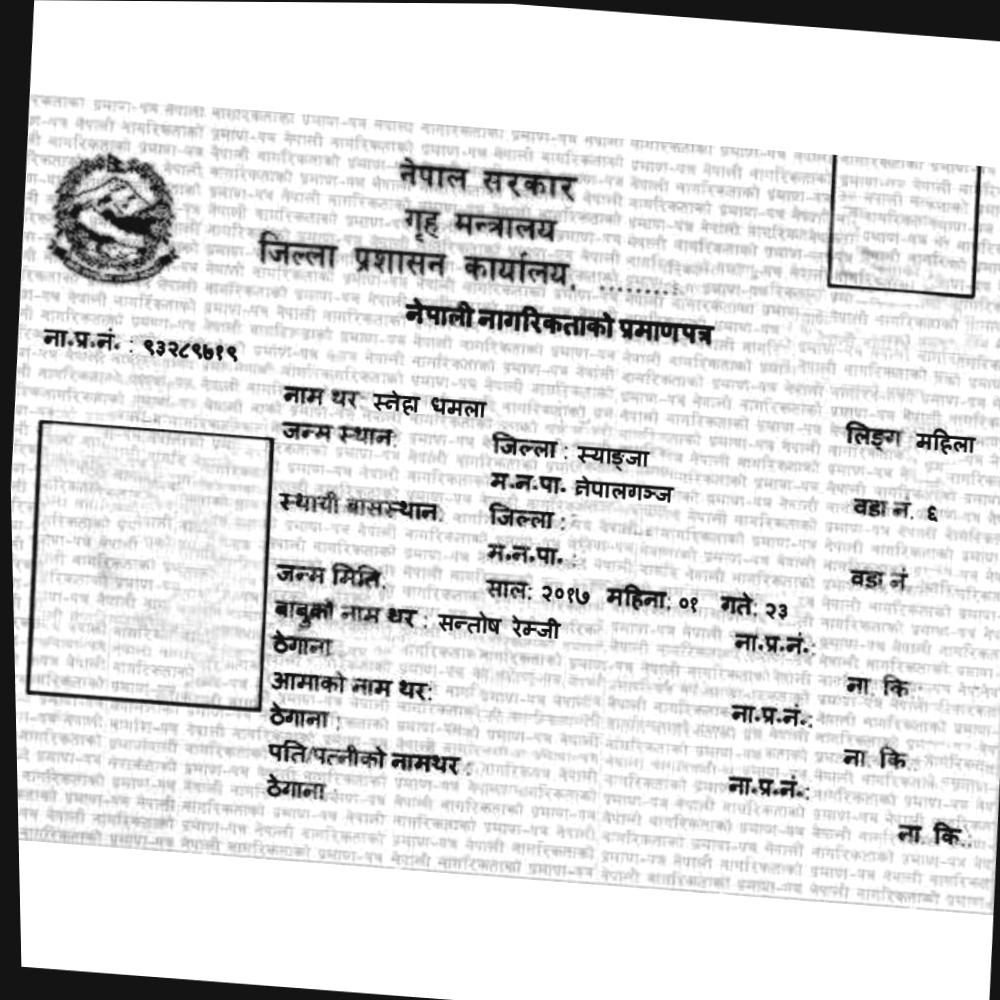 नेपाल सरकार
गृह मन्त्रालय
जिल्ला प्रशासन कार्यालय, .........
नेपाली नागरिकताको प्रमाणपत्र
ना.प्र.नं. : ९३२८९७१९
नाम थर: स्नेहा धमला लिङ्ग महिला
जन्म स्थान: जिल्ला : स्याङ्जा
म.न.पा. नेपालगञ्ज वडा नं. ६
स्थायी बासस्थान: जिल्ला :
म.न.पा. : वडा नं
जन्म मिति: साल: २०१७ महिना: ०१ गते: २३
बाबुको नाम थर : सन्तोष रेम्जी ना.प्र.नं.:
ठेगाना ना. कि :
आमाको नाम थर: ना.प्र.नं.:
ठेगाना : ना. कि.:
पति/पत्नीको नामथर : ना.प्र.नं.:
ठेगाना : ना. कि.: